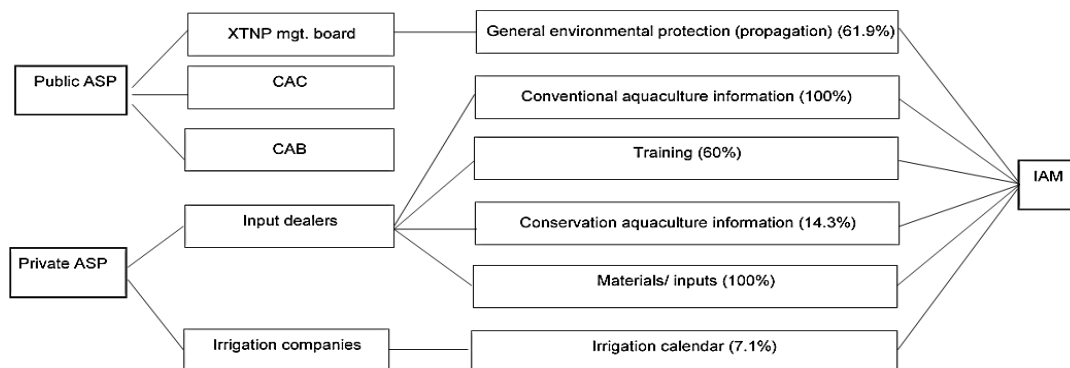 XTNP mgt. board
General environmental protection (propagation) (61.9%)
Public ASP
CAC
Conventional aquaculture information (100%)
CAB
Training (60%)
IAM
Input dealers
Conservation aquaculture information (14.3%)
Private ASP
Materials/ inputs (100%)
Irrigation companies
Irrigation calendar (7.1%)